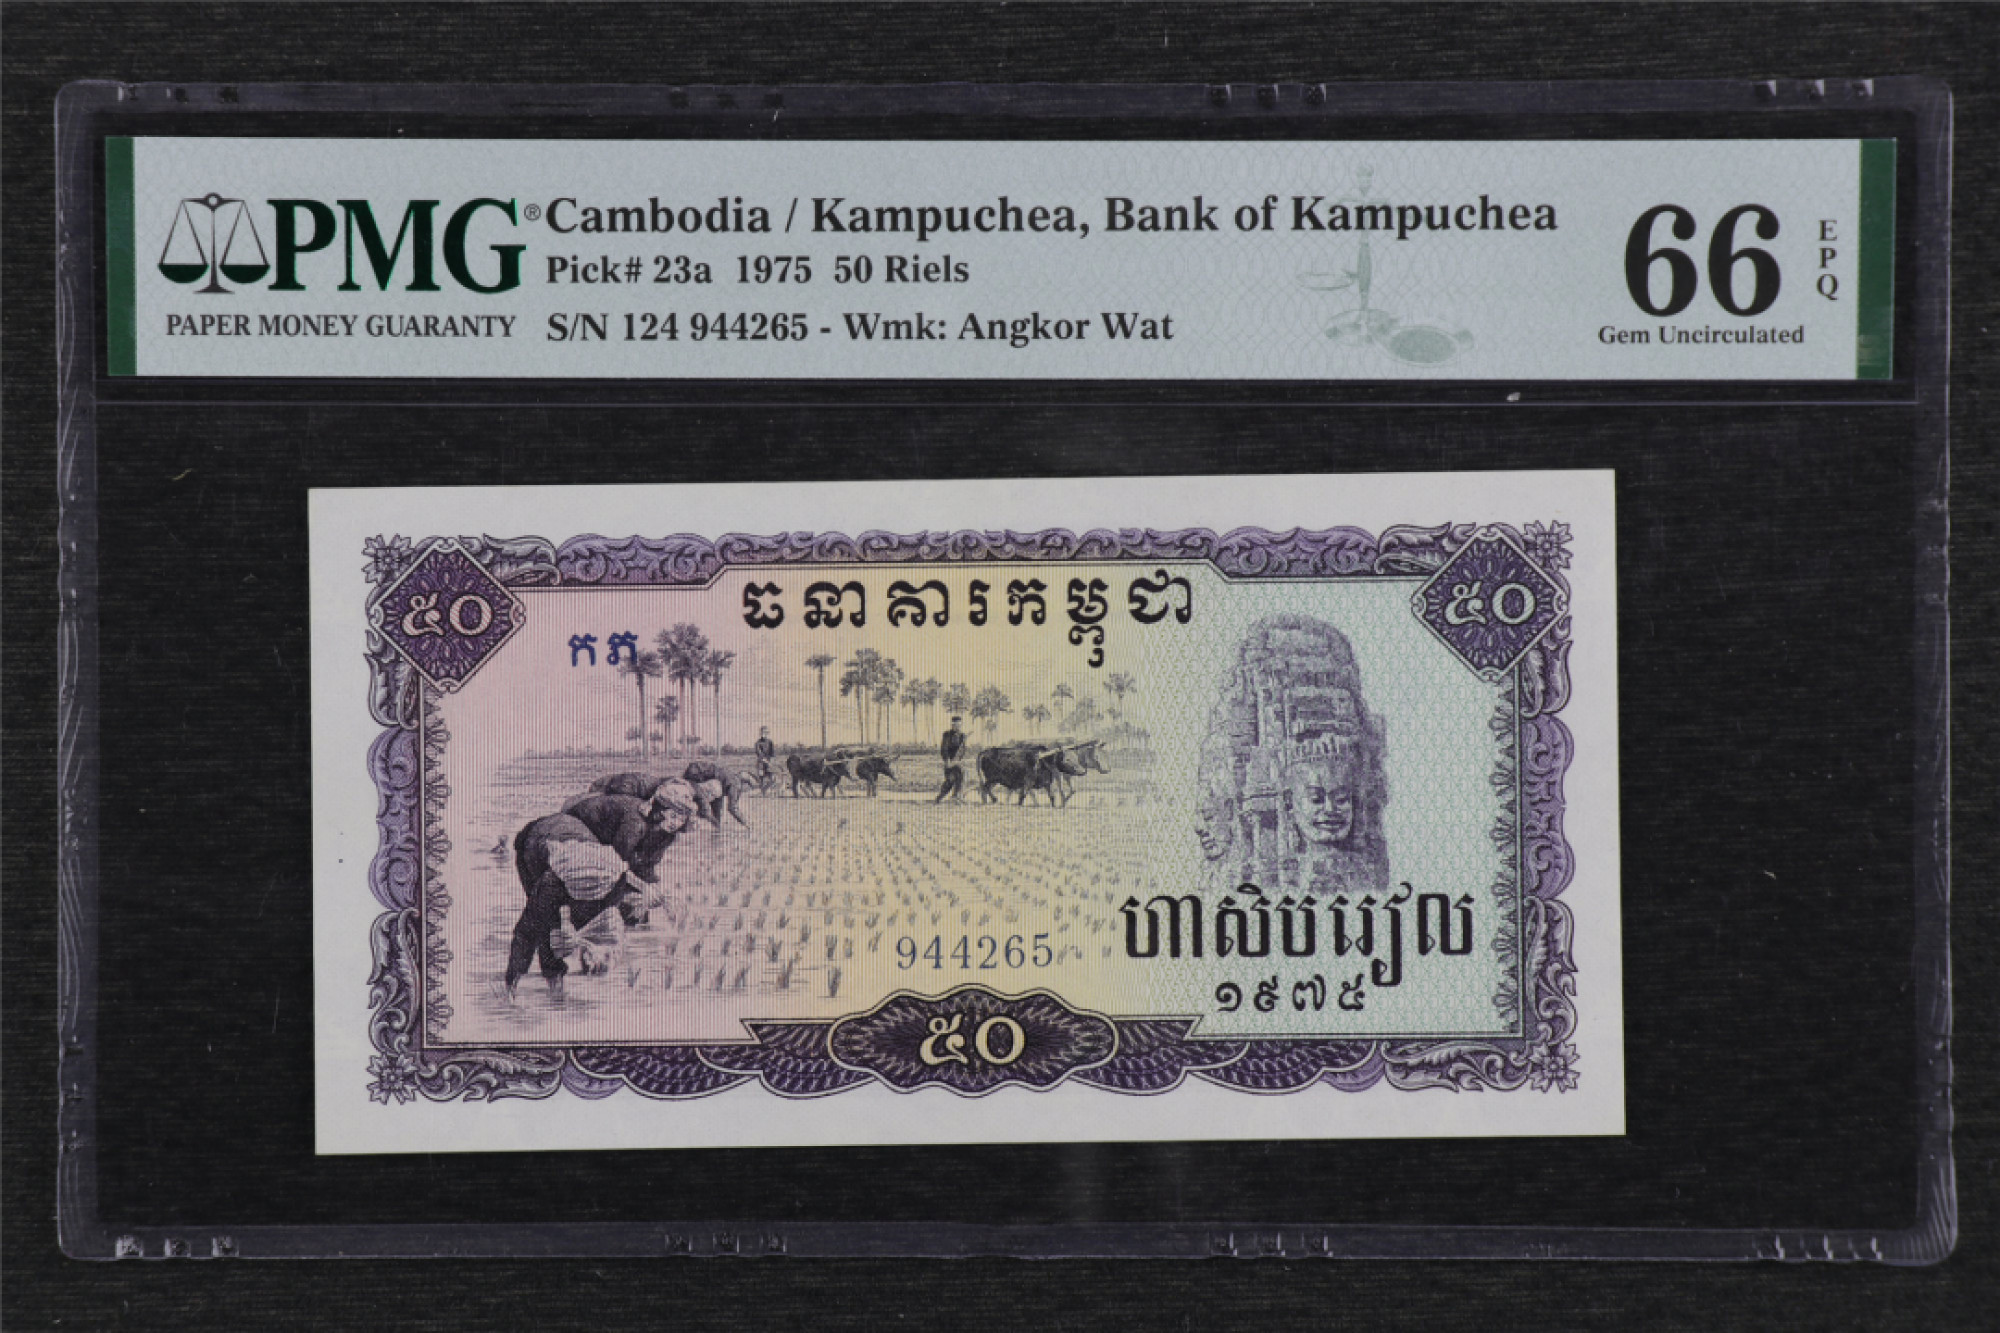 PMG®
PAPER MONEY GUARANTY
Cambodia / Kampuchea, Bank of Kampuchea
Pick# 23a 1975 50 Riels
S/N 124 944265 - Wmk: Angkor Wat
66
EPQ
Gem Uncirculated
៥០
ធនាគារកម្ពុជា
៥០
កភ
ហាសិបរៀល
944265
១៩៧៥
៥០